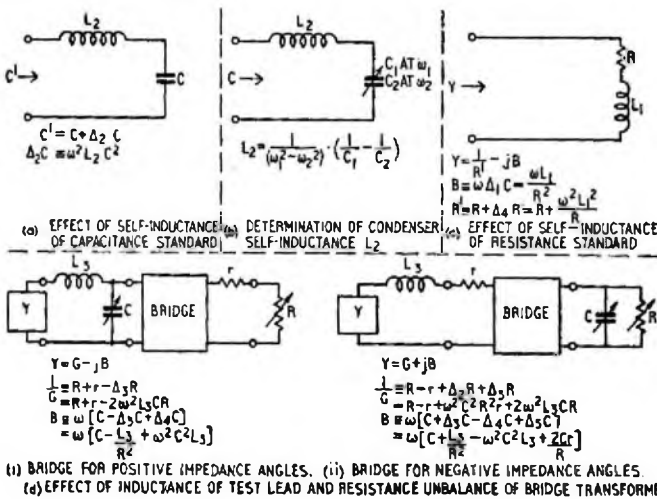 L₂
C' →
C
C' = C + Δ₂ C
Δ₂C ≡ ω² L₂ C²
(a) EFFECT OF SELF-INDUCTANCE
OF CAPACITANCE STANDARD
L₂
C →
C₁ AT ω₁
C₂ AT ω₂
L₂ = 1/(ω₁² - ω₂²) · (1/C₁ - 1/C₂)
(b) DETERMINATION OF CONDENSER
SELF-INDUCTANCE L₂
R
L₁
Y →
Y = 1/R' - jB
B ≡ ωΔ₁C = ωL₁/R²
R' = R + Δ₄ R = R + ω²L₁²/R
(c) EFFECT OF SELF-INDUCTANCE
OF RESISTANCE STANDARD
L₃
Y
C
BRIDGE
r
R
Y = G - jB
1/G ≡ R + r - Δ₃R
= R + r - 2ω²L₃CR
B ≡ ω[C - Δ₃C + Δ₄C]
= ω[C - L₃/R² + ω²C²L₃]
L₃
Y
r
BRIDGE
C
R
Y = G + jB
1/G ≡ R - r + Δ₂R + Δ₃R
= R - r + ω²C²R²r + 2ω²L₃CR
B ≡ ω[C + Δ₃C - Δ₄C + Δ₅C]
= ω[C + L₃/R² - ω²C²L₃ + 2Cr/R]
(i) BRIDGE FOR POSITIVE IMPEDANCE ANGLES. (ii) BRIDGE FOR NEGATIVE IMPEDANCE ANGLES.
(d) EFFECT OF INDUCTANCE OF TEST LEAD AND RESISTANCE UNBALANCE OF BRIDGE TRANSFORME